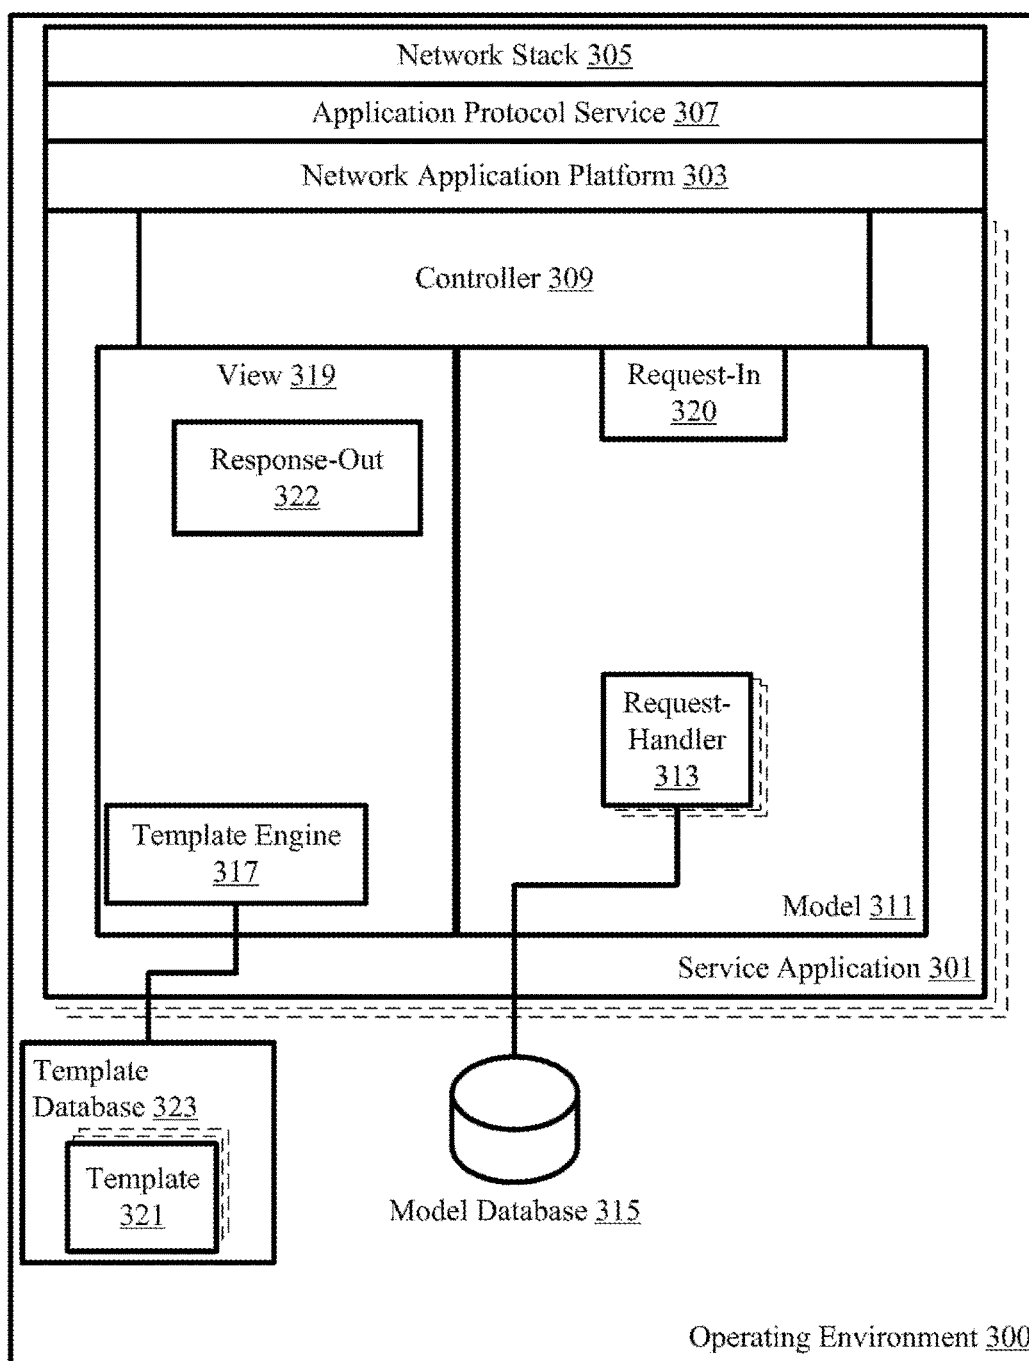 Network Stack 305
Application Protocol Service 307
Network Application Platform 303
Controller 309
View 319
Request-In
320
Response-Out
322
Request-
Handler
313
Template Engine
317
Model 311
Service Application 301
Template
Database 323
Template
321
Model Database 315
Operating Environment 300